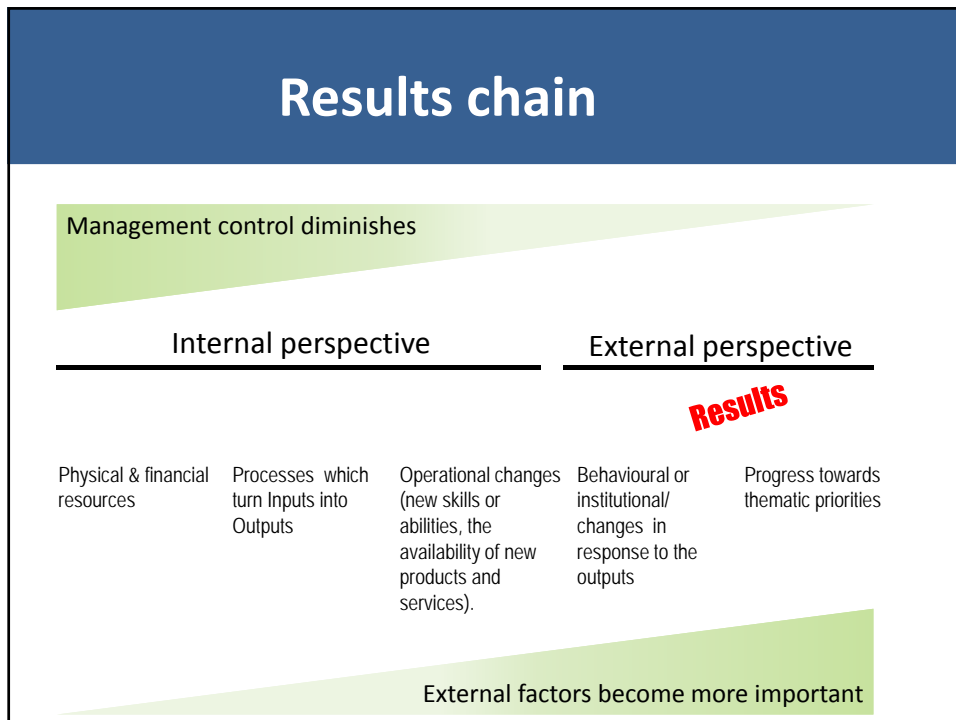 Results chain
Management control diminishes
Internal perspective
External perspective
Results
Physical & financial
resources
Processes which
turn Inputs into
Outputs
Operational changes
(new skills or
abilities, the
availability of new
products and
services).
Behavioural or
institutional/
changes in
response to the
outputs
Progress towards
thematic priorities
External factors become more important